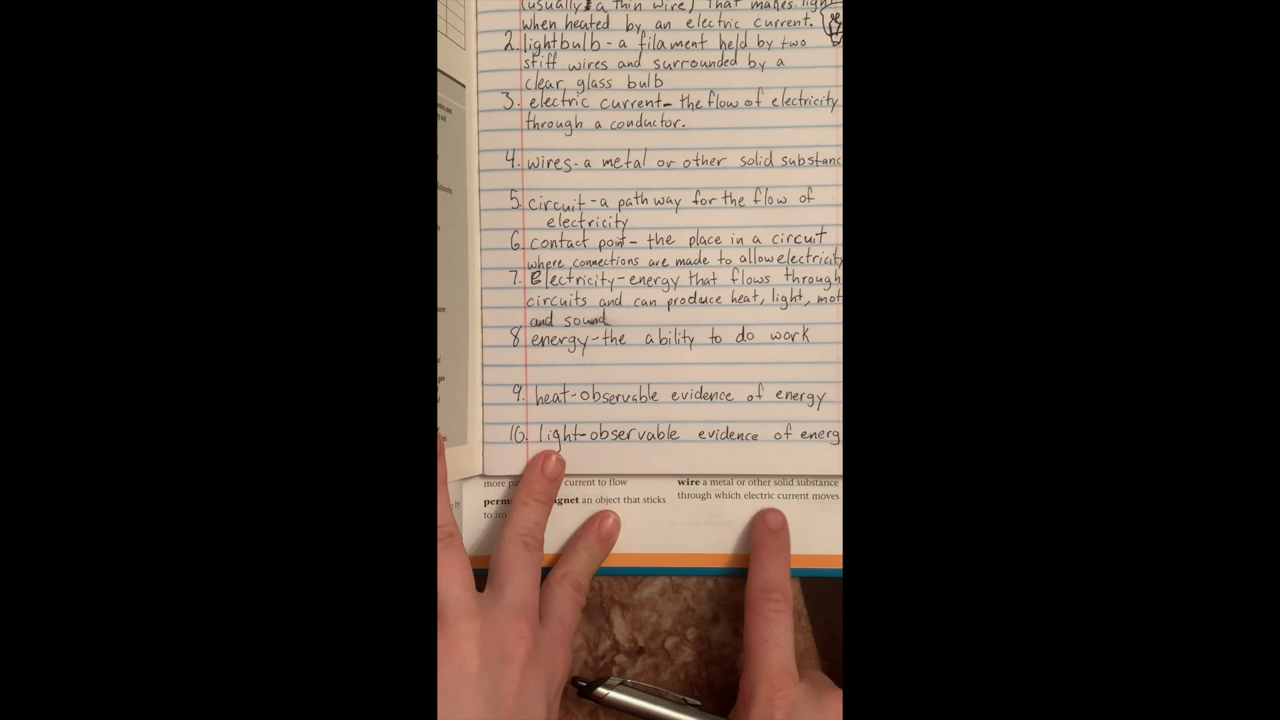 (usually a thin wire) that makes light
when heated by an electric current.
2. lightbulb - a filament held by two
stiff wires and surrounded by a
clear glass bulb
3. electric current - the flow of electricity
through a conductor.
4. wires - a metal or other solid substanc
5. circuit - a pathway for the flow of
electricity
6. contact point - the place in a circuit
where connections are made to allow electricity
7. Electricity - energy that flows through
circuits and can produce heat, light, mot
and sound
8 energy - the ability to do work
9. heat - observable evidence of energy
10. light - observable evidence of energ
more current to flow
an object that sticks
to iro
wire a metal or other solid substance
through which electric current moves